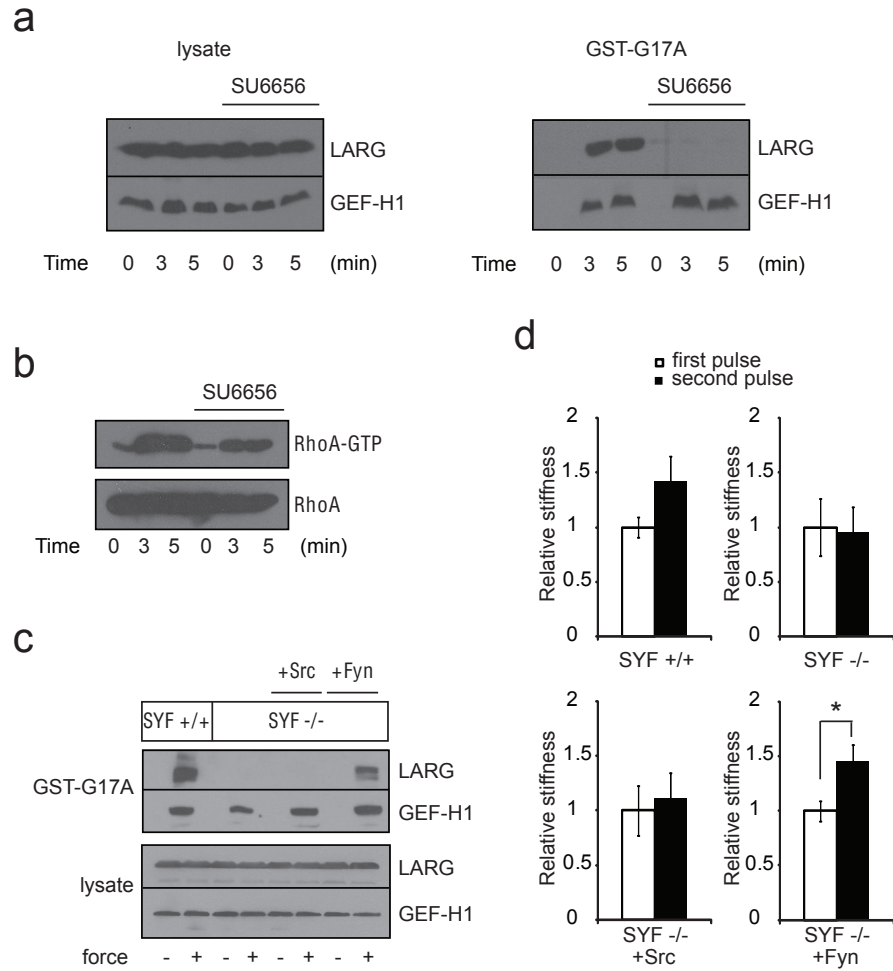 a
lysate
SU6656
LARG
GEF-H1
Time 0 3 5 0 3 5 (min)
GST-G17A
SU6656
LARG
GEF-H1
Time 0 3 5 0 3 5 (min)
b
SU6656
RhoA-GTP
RhoA
Time 0 3 5 0 3 5 (min)
c
+Src +Fyn
SYF +/+ SYF -/-
GST-G17A
LARG
GEF-H1
lysate
LARG
GEF-H1
force - + - + - + - +
d
first pulse
second pulse
Relative stiffness
2
1.5
1
0.5
0
SYF +/+
Relative stiffness
2
1.5
1
0.5
0
SYF -/-
Relative stiffness
2
1.5
1
0.5
0
SYF -/-
+Src
Relative stiffness
2
1.5
1
0.5
0
*
SYF -/-
+Fyn